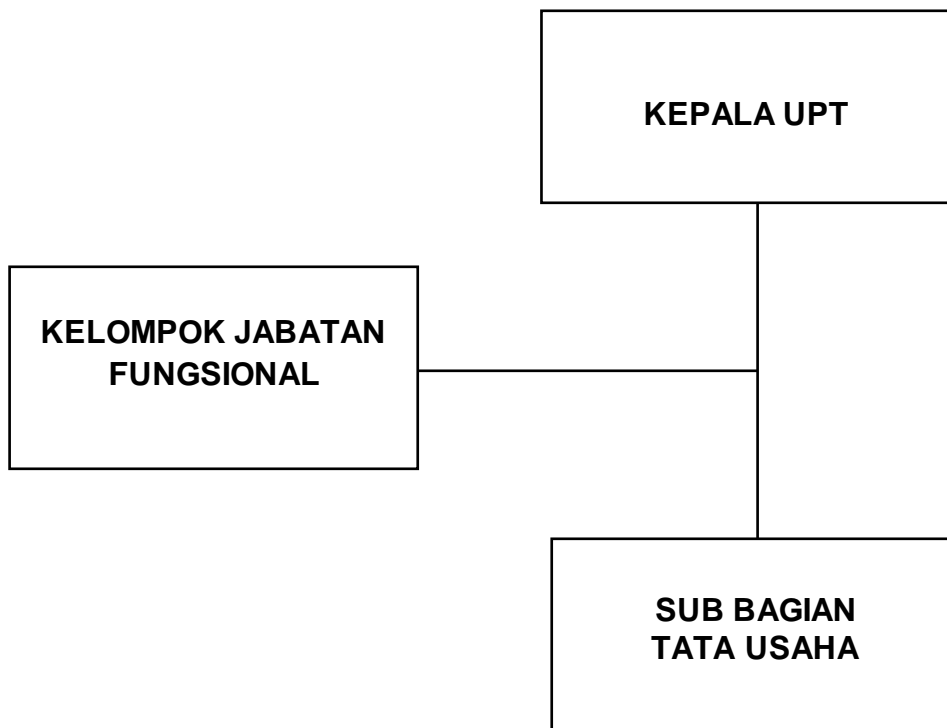 KEPALA UPT
KELOMPOK JABATAN
FUNGSIONAL
SUB BAGIAN
TATA USAHA